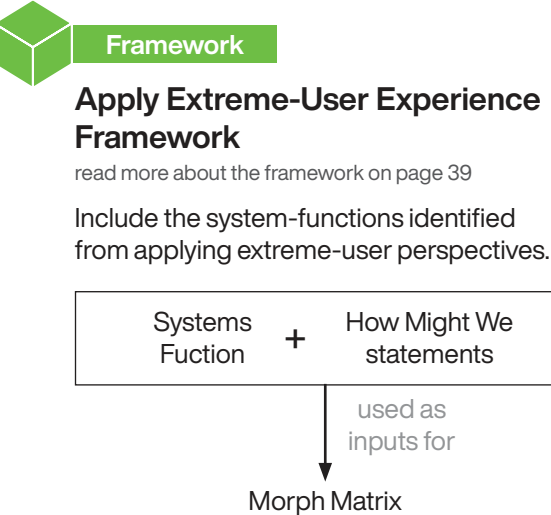 Framework
Apply Extreme-User Experience
Framework
read more about the framework on page 39
Include the system-functions identified
from applying extreme-user perspectives.
Systems
Fuction
+
How Might We
statements
used as
inputs for
Morph Matrix